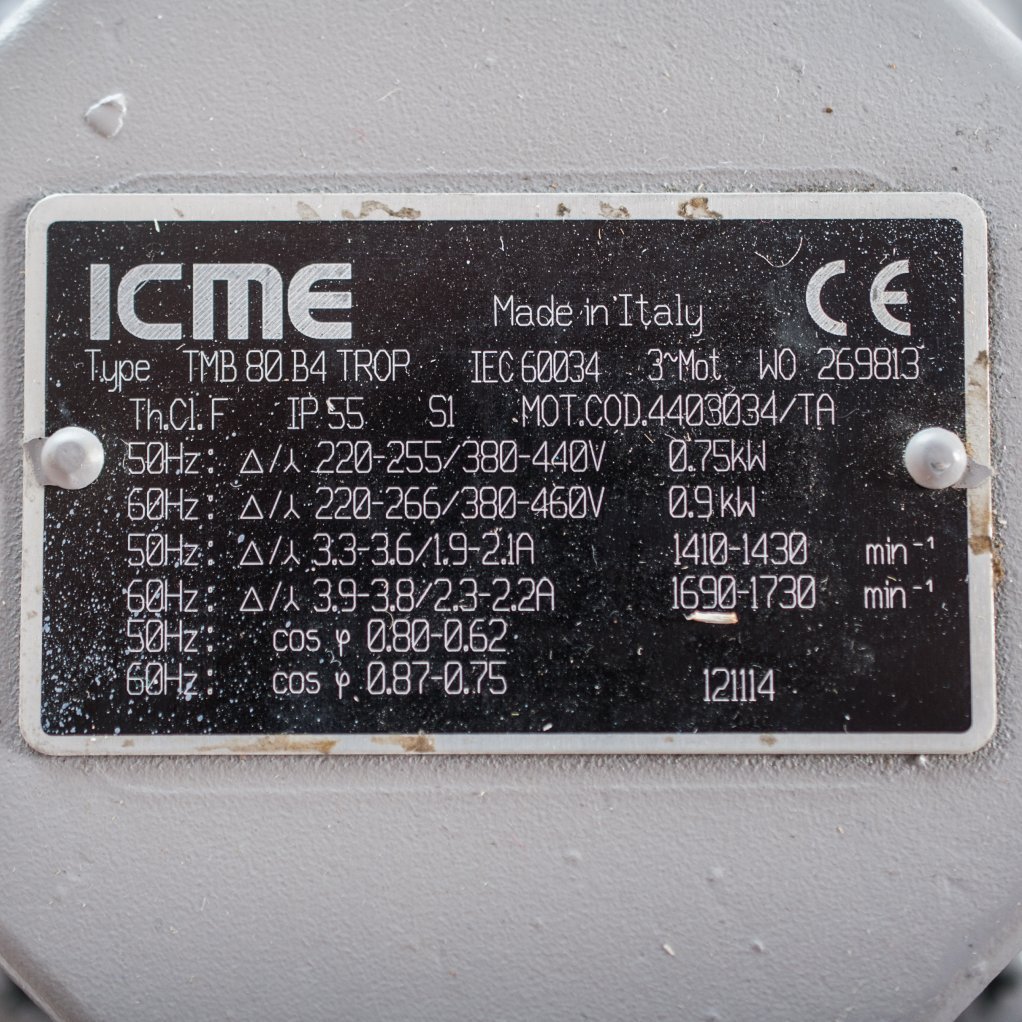 ICME Made in Italy CE
Type TMB 80 B4 TROP IEC 60034 3~Mot WO 269813
Th.Cl. F IP 55 S1 MOT.COD.4403034/TA
50Hz: △/⅄ 220-255/380-440V 0.75kW
60Hz: △/⅄ 220-266/380-460V 0.9kW
50Hz: △/⅄ 3.3-3.6/1.9-2.1A 1410-1430 min⁻¹
60Hz: △/⅄ 3.9-3.8/2.3-2.2A 1690-1730 min⁻¹
50Hz: cos φ 0.80-0.62
60Hz: cos φ 0.87-0.75 121114